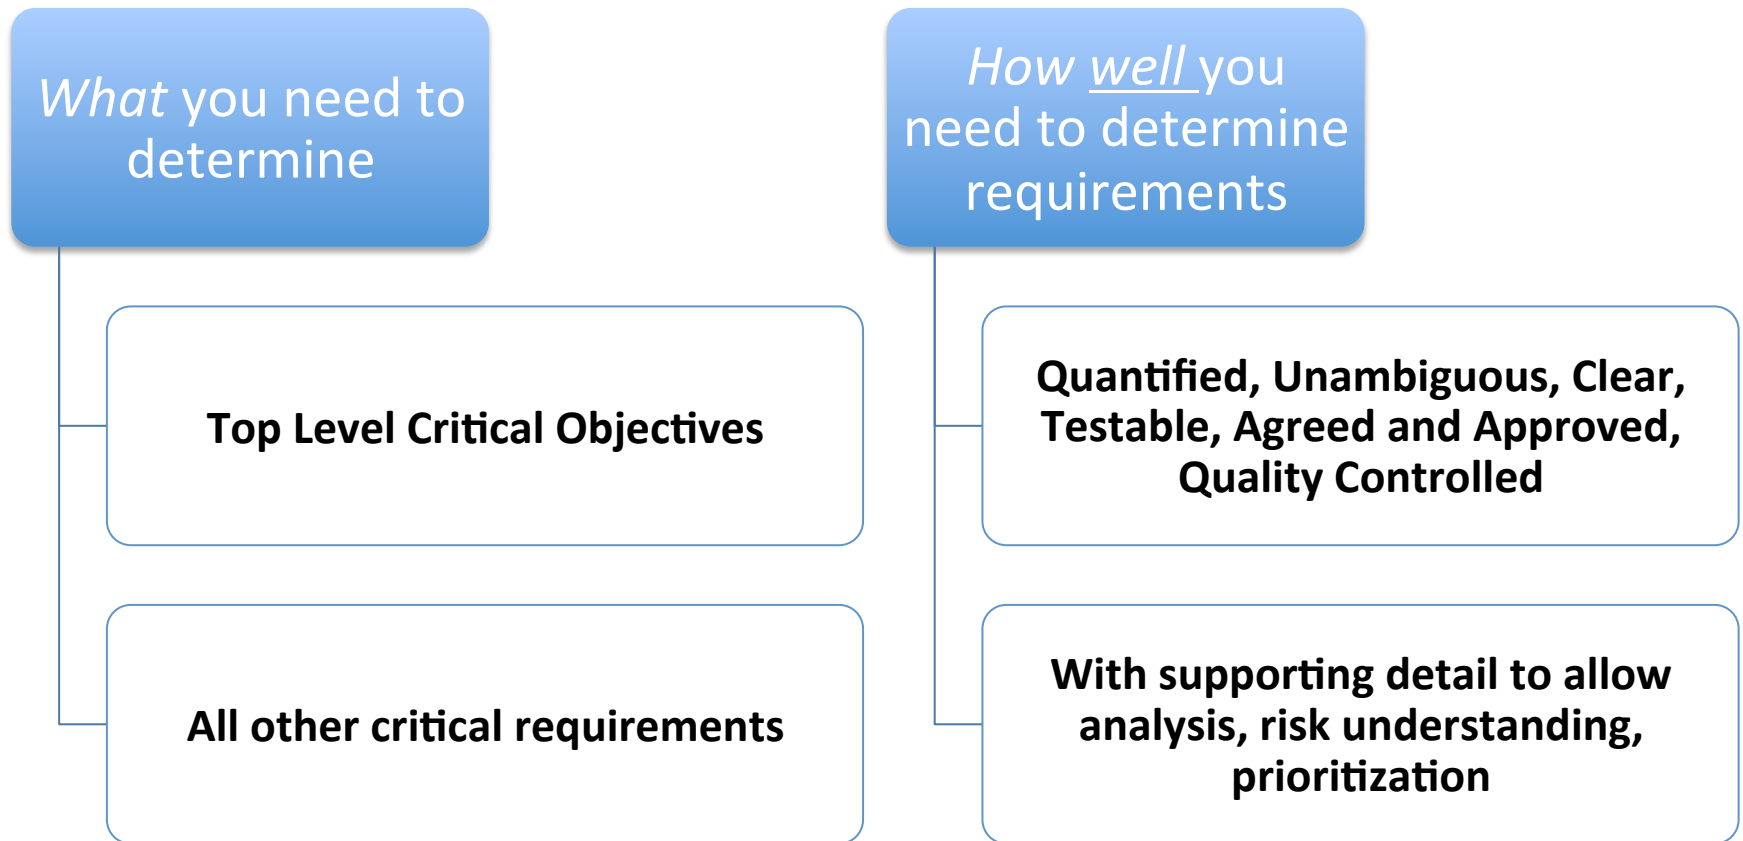 What you need to
determine
How well you
need to determine
requirements
Top Level Critical Objectives
Quantified, Unambiguous, Clear,
Testable, Agreed and Approved,
Quality Controlled
All other critical requirements
With supporting detail to allow
analysis, risk understanding,
prioritization